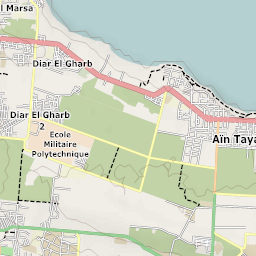 l Marsa
Diar El Gharb
Diar El Gharb
2
Ecole
Militaire
Polytechnique
Aïn Taya